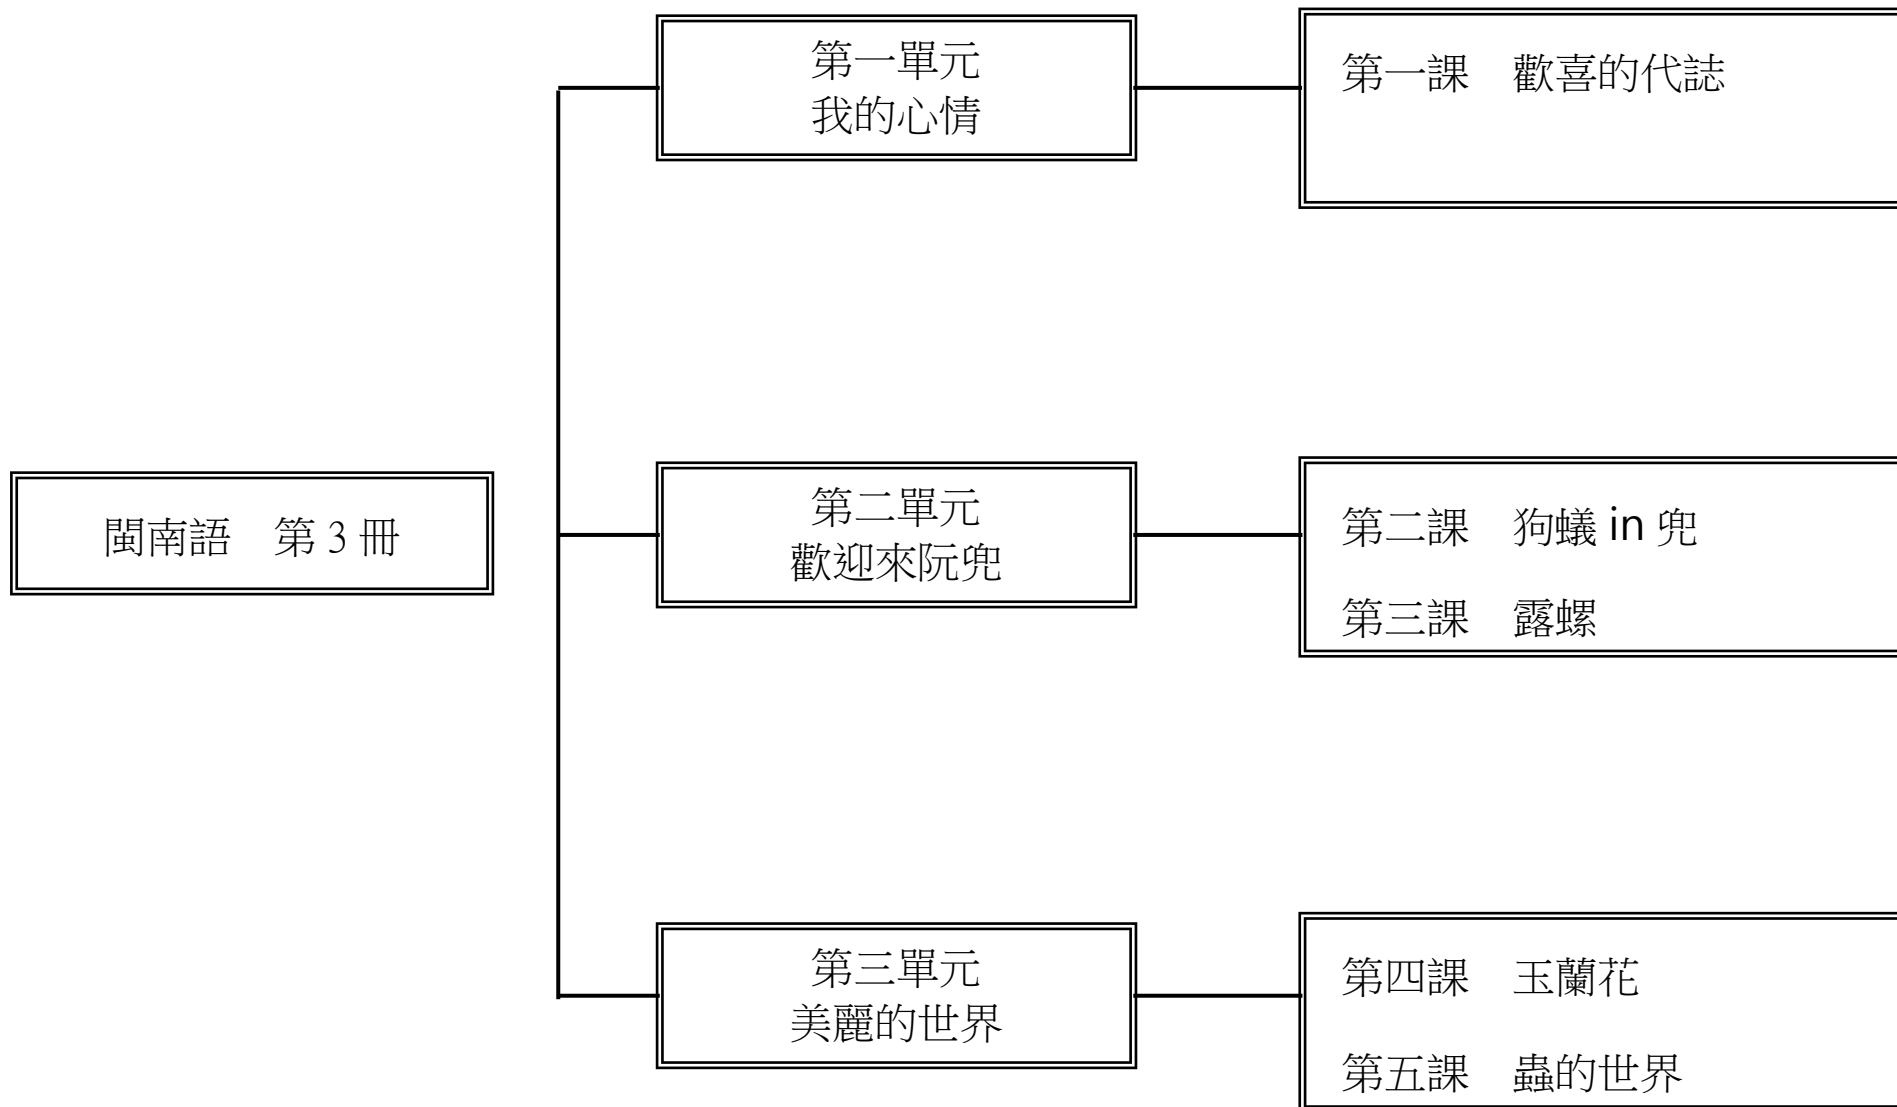 閩南語　第 3 冊
第一單元
我的心情
第一課　歡喜的代誌
第二單元
歡迎來阮兜
第二課　狗蟻 in 兜
第三課　露螺
第三單元
美麗的世界
第四課　玉蘭花
第五課　蟲的世界